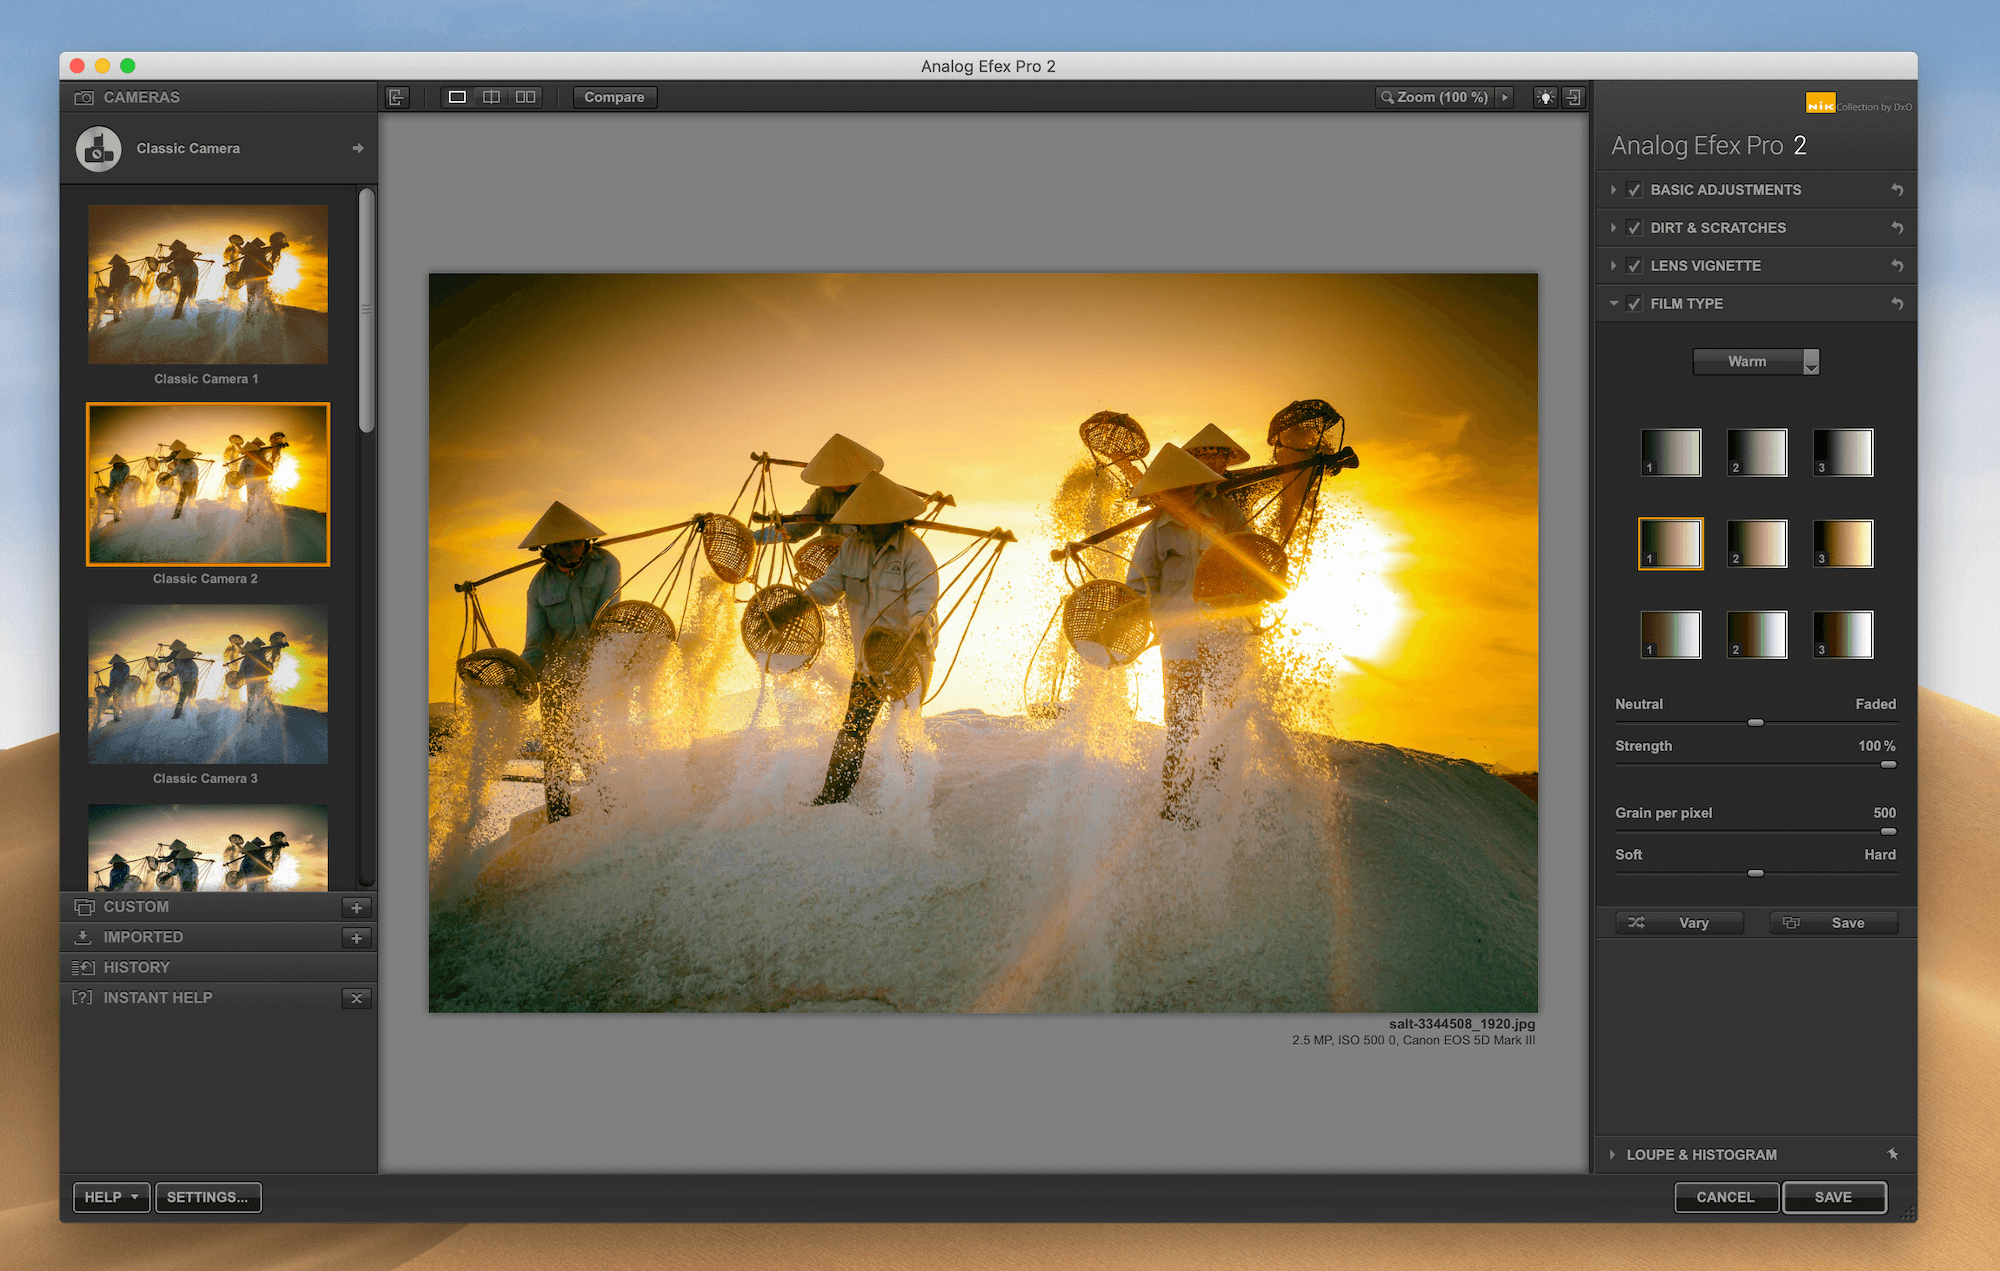 Analog Efex Pro 2
CAMERAS
Classic Camera
Classic Camera 1
Classic Camera 2
Classic Camera 3
CUSTOM
IMPORTED
HISTORY
[?] INSTANT HELP
HELP
SETTINGS...
Compare
Zoom (100 %)
salt-3344508_1920.jpg
2.5 MP, ISO 500 0, Canon EOS 5D Mark III
NiK Collection by DxO
Analog Efex Pro 2
BASIC ADJUSTMENTS
DIRT & SCRATCHES
LENS VIGNETTE
FILM TYPE
Warm
1 2 3
1 2 3
1 2 3
Neutral Faded
Strength 100 %
Grain per pixel 500
Soft Hard
Vary Save
LOUPE & HISTOGRAM
CANCEL SAVE